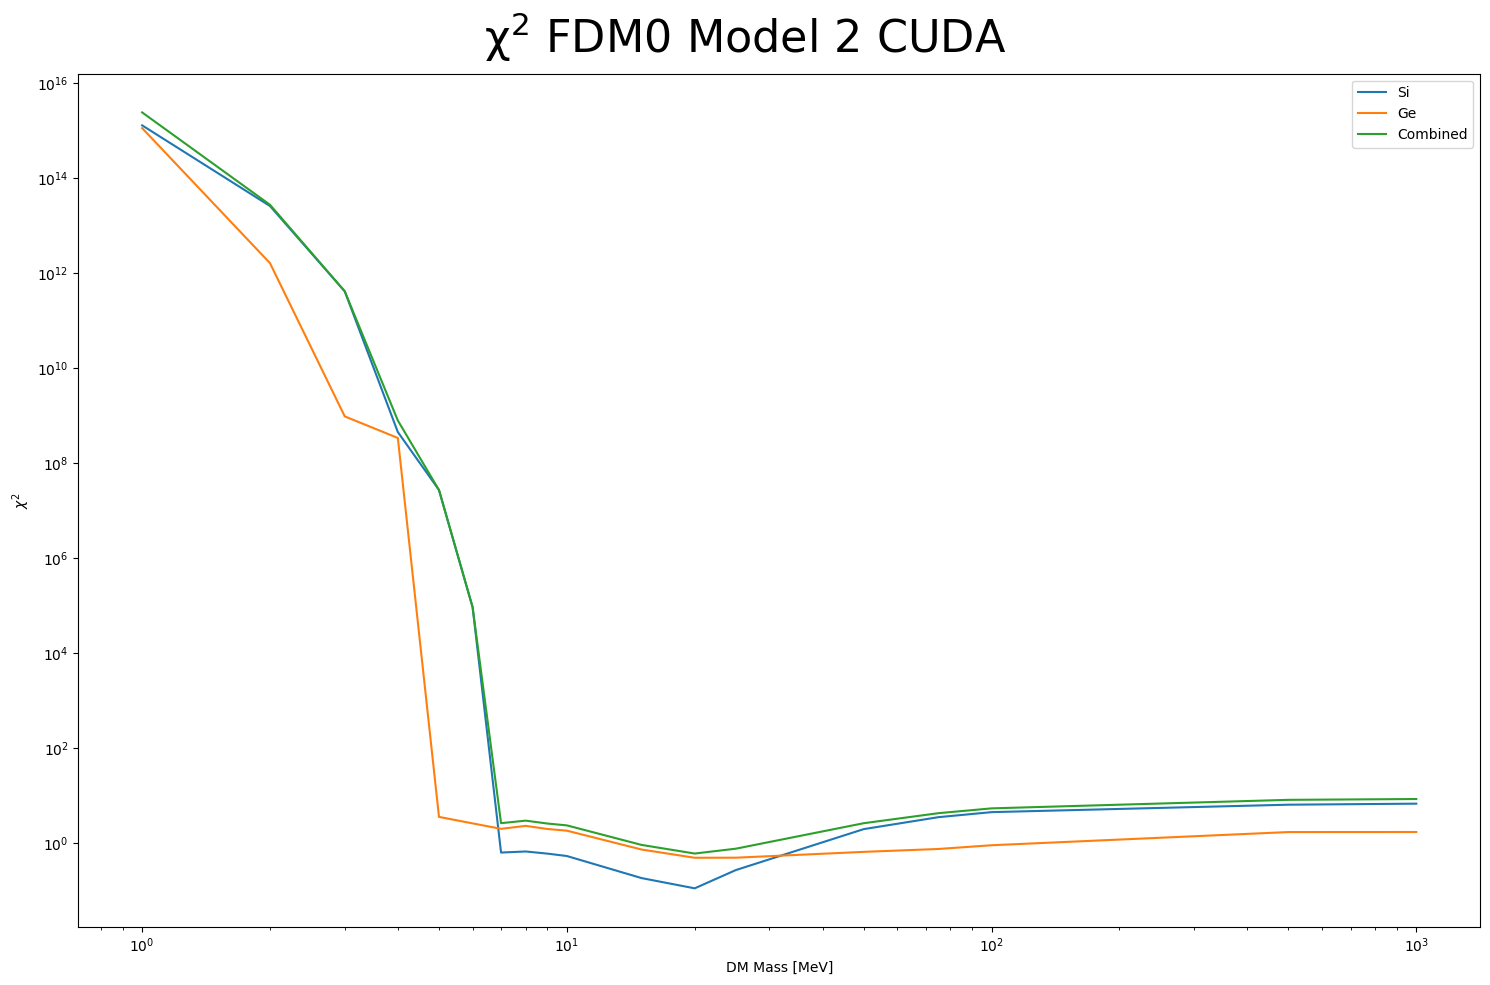 χ² FDM0 Model 2 CUDA
10¹⁶
10¹⁴
10¹²
10¹⁰
10⁸
10⁶
10⁴
10²
10⁰
χ²
Si
Ge
Combined
10⁰ 10¹ 10² 10³
DM Mass [MeV]